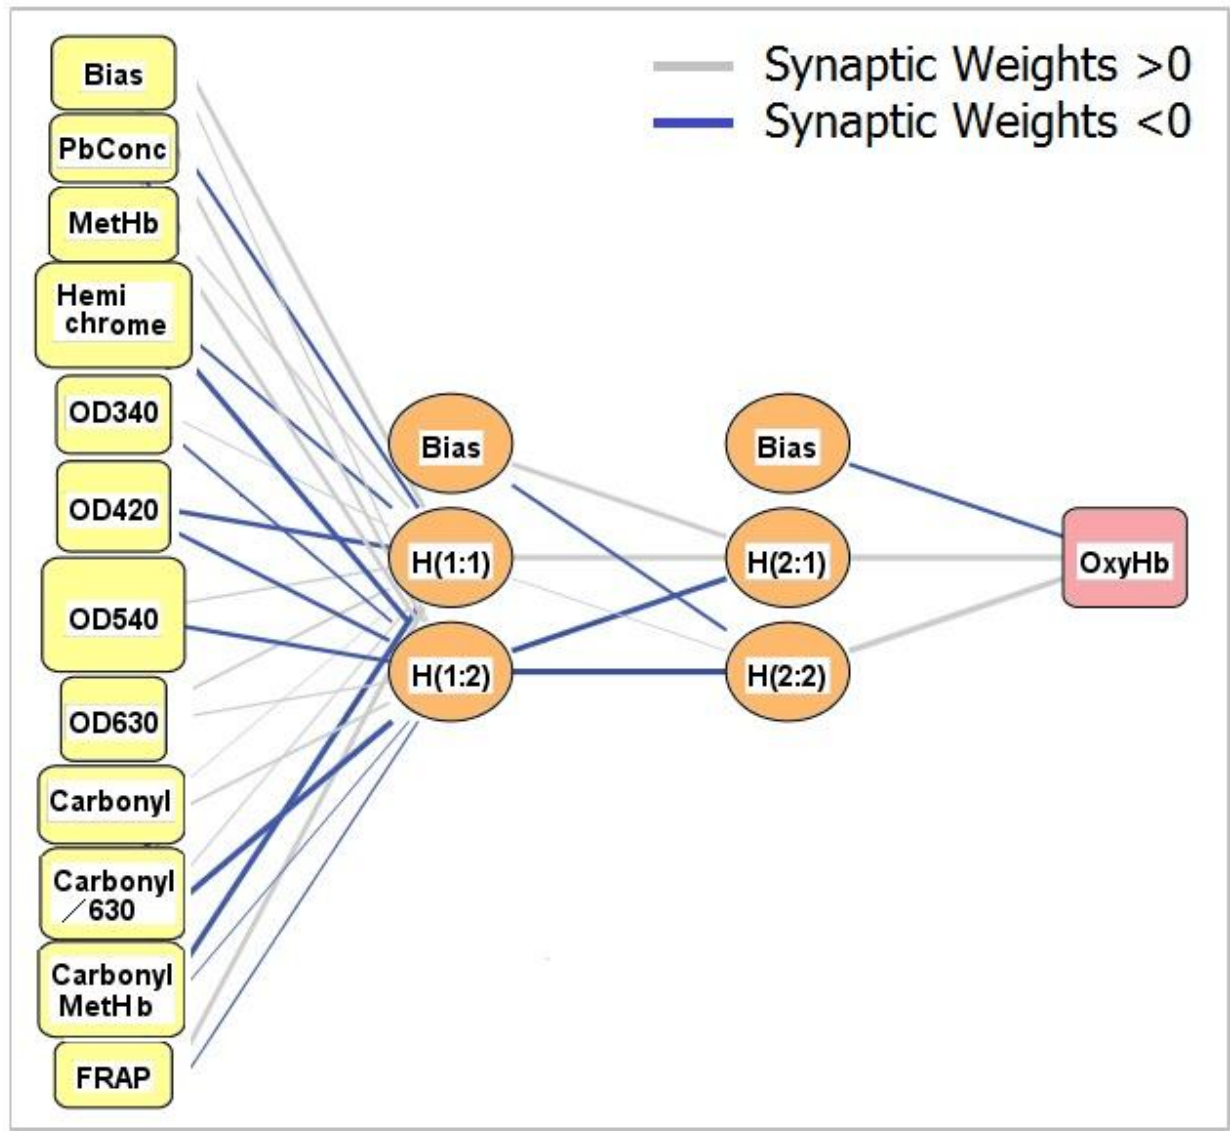 Synaptic Weights >0
Synaptic Weights <0
Bias
PbConc
MetHb
Hemi
chrome
OD340
OD420
OD540
OD630
Carbonyl
Carbonyl
/630
Carbonyl
MetHb
FRAP
Bias
H(1:1)
H(1:2)
Bias
H(2:1)
H(2:2)
OxyHb